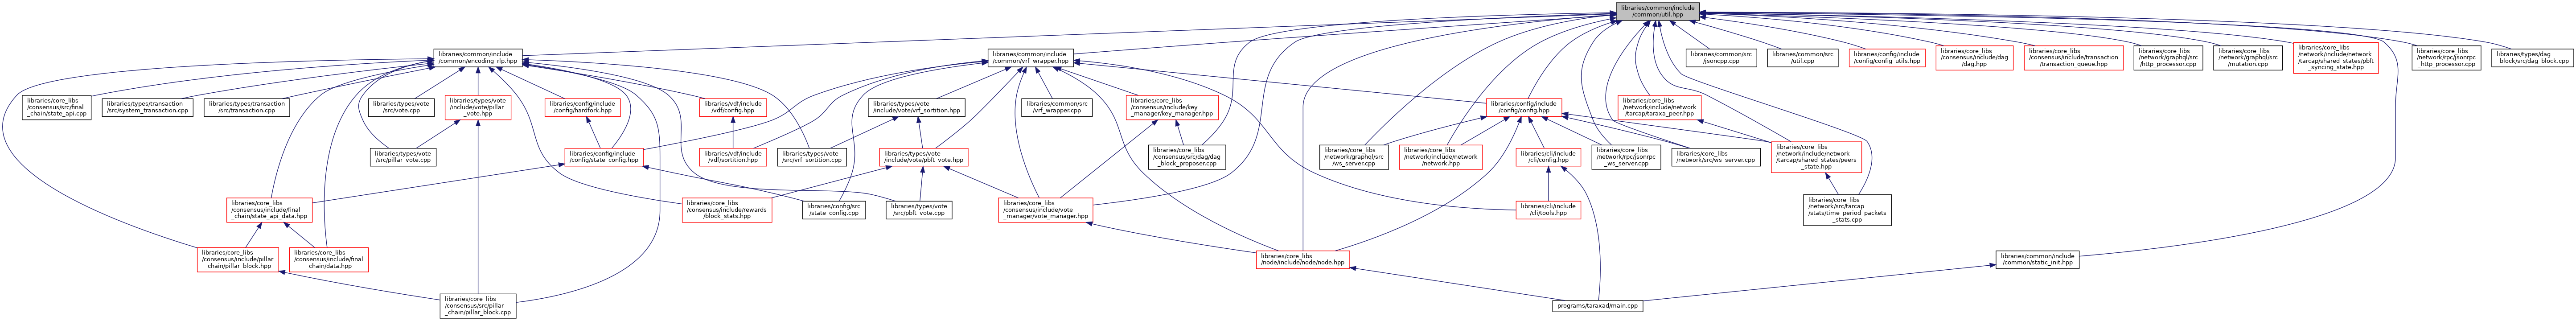 libraries/common/include
/common/util.hpp
libraries/common/include
/common/encoding_rlp.hpp
libraries/common/include
/common/vrf_wrapper.hpp
libraries/common/src
/jsoncpp.cpp
libraries/common/src
/util.cpp
libraries/config/include
/config/config_utils.hpp
libraries/core_libs
/consensus/include/dag
/dag.hpp
libraries/core_libs
/consensus/include/transaction
/transaction_queue.hpp
libraries/core_libs
/network/graphql/src
/http_processor.cpp
libraries/core_libs
/network/graphql/src
/mutation.cpp
libraries/core_libs
/network/include/network
/tarcap/shared_states/pbft
_syncing_state.hpp
libraries/core_libs
/network/rpc/jsonrpc
_http_processor.cpp
libraries/types/dag
_block/src/dag_block.cpp
libraries/core_libs
/consensus/src/final
_chain/state_api.cpp
libraries/types/transaction
/src/system_transaction.cpp
libraries/types/transaction
/src/transaction.cpp
libraries/types/vote
/src/vote.cpp
libraries/types/vote
/include/vote/pillar
_vote.hpp
libraries/config/include
/config/hardfork.hpp
libraries/vdf/include
/vdf/config.hpp
libraries/types/vote
/include/vote/vrf_sortition.hpp
libraries/common/src
/vrf_wrapper.cpp
libraries/core_libs
/consensus/include/key
_manager/key_manager.hpp
libraries/config/include
/config/config.hpp
libraries/core_libs
/network/include/network
/tarcap/taraxa_peer.hpp
libraries/types/vote
/src/pillar_vote.cpp
libraries/config/include
/config/state_config.hpp
libraries/vdf/include
/vdf/sortition.hpp
libraries/types/vote
/src/vrf_sortition.cpp
libraries/types/vote
/include/vote/pbft_vote.hpp
libraries/core_libs
/consensus/src/dag/dag
_block_proposer.cpp
libraries/core_libs
/network/graphql/src
/ws_server.cpp
libraries/core_libs
/network/include/network
/network.hpp
libraries/cli/include
/cli/config.hpp
libraries/core_libs
/network/rpc/jsonrpc
_ws_server.cpp
libraries/core_libs
/network/src/ws_server.cpp
libraries/core_libs
/network/include/network
/tarcap/shared_states/peers
_state.hpp
libraries/core_libs
/consensus/include/final
_chain/state_api_data.hpp
libraries/core_libs
/consensus/include/rewards
/block_stats.hpp
libraries/config/src
/state_config.cpp
libraries/types/vote
/src/pbft_vote.cpp
libraries/core_libs
/consensus/include/vote
_manager/vote_manager.hpp
libraries/cli/include
/cli/tools.hpp
libraries/core_libs
/network/src/tarcap
/stats/time_period_packets
_stats.cpp
libraries/core_libs
/consensus/include/pillar
_chain/pillar_block.hpp
libraries/core_libs
/consensus/include/final
_chain/data.hpp
libraries/core_libs
/node/include/node/node.hpp
libraries/common/include
/common/static_init.hpp
libraries/core_libs
/consensus/src/pillar
_chain/pillar_block.cpp
programs/taraxad/main.cpp